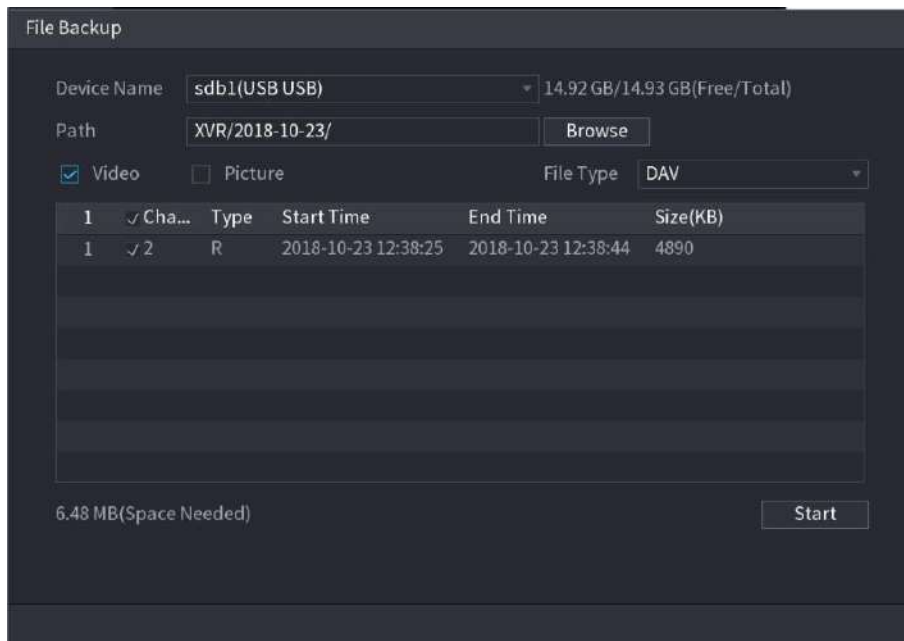 File Backup
Device Name sdb1(USB USB) 14.92 GB/14.93 GB(Free/Total)
Path XVR/2018-10-23/ Browse
Video Picture File Type DAV
1 Cha... Type Start Time End Time Size(KB)
1 2 R 2018-10-23 12:38:25 2018-10-23 12:38:44 4890
6.48 MB(Space Needed) Start